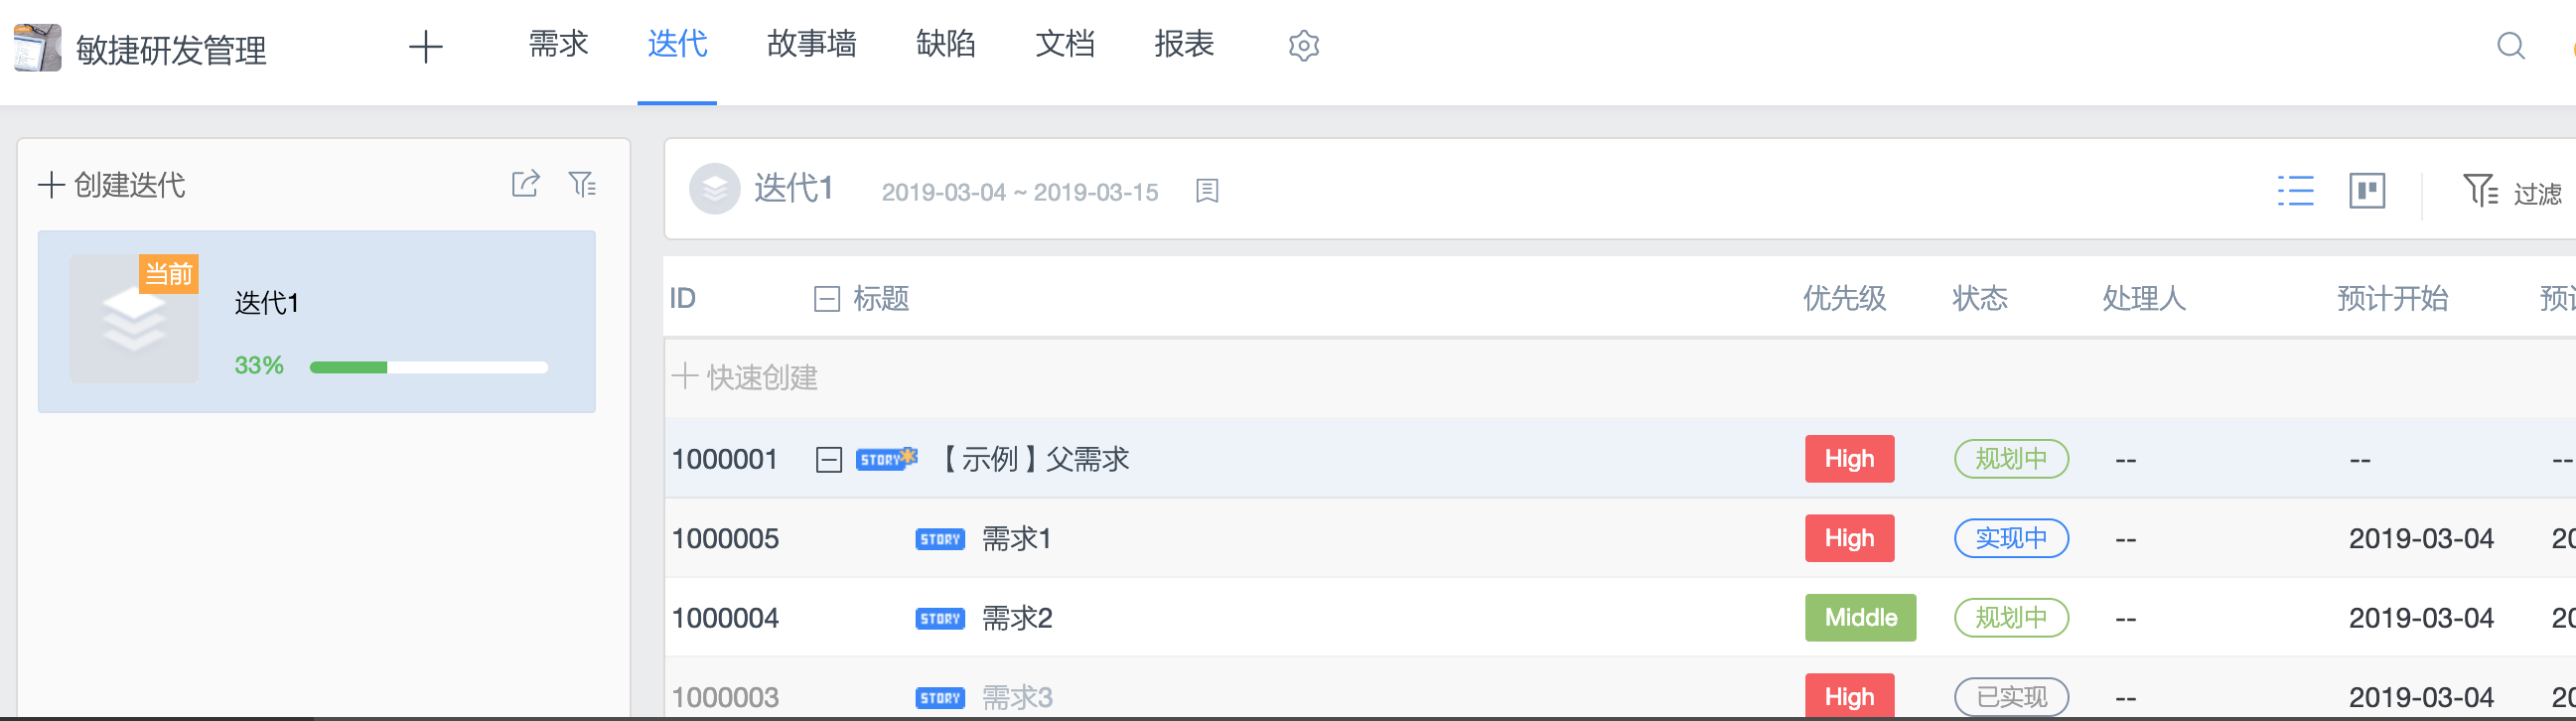 敏捷研发管理 需求 迭代 故事墙 缺陷 文档 报表
创建迭代
当前
迭代1
33%
迭代1 2019-03-04 ~ 2019-03-15 过滤
ID 标题 优先级 状态 处理人 预计开始 预计
快速创建
1000001 STORY 【示例】父需求 High 规划中 -- -- --
1000005 STORY 需求1 High 实现中 -- 2019-03-04 20
1000004 STORY 需求2 Middle 规划中 -- 2019-03-04 20
1000003 STORY 需求3 High 已实现 -- 2019-03-04 20